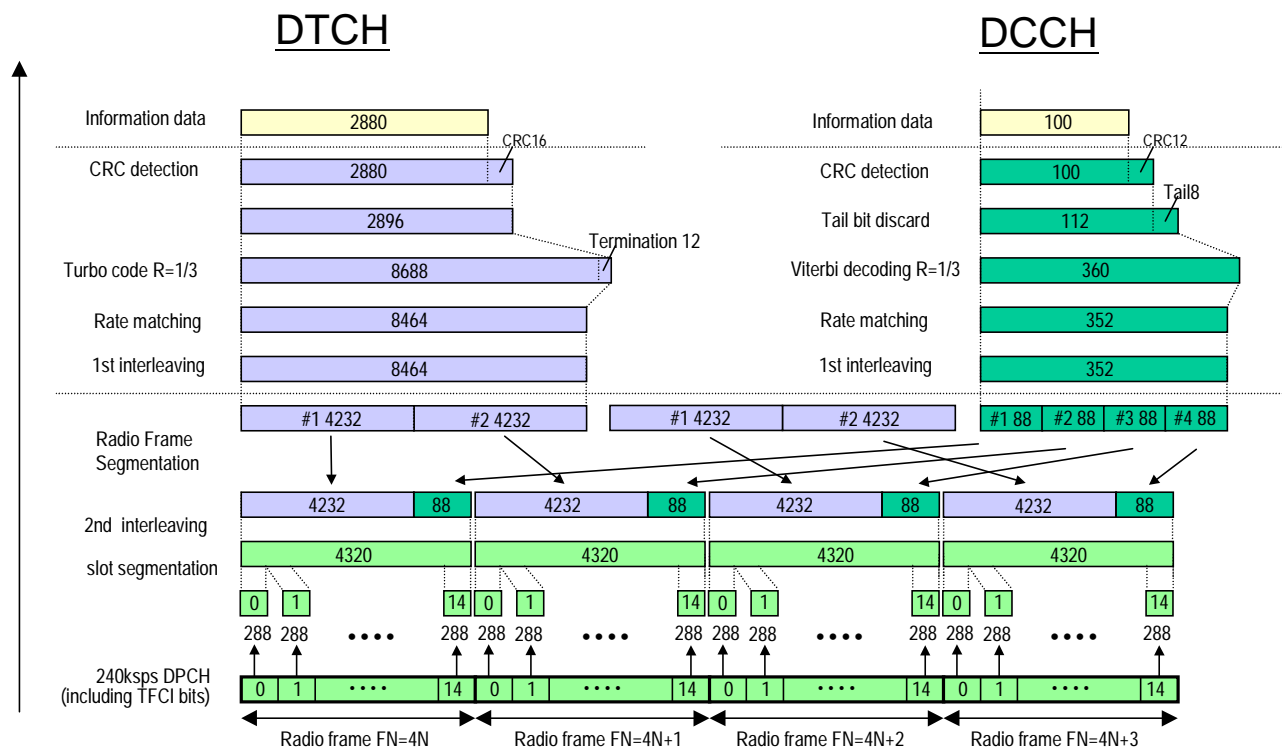 DTCH DCCH
Information data 2880 Information data 100
CRC16 CRC12
CRC detection 2880 CRC detection 100
Tail8
2896 Tail bit discard 112
Termination 12
Turbo code R=1/3 8688 Viterbi decoding R=1/3 360
Rate matching 8464 Rate matching 352
1st interleaving 8464 1st interleaving 352
#1 4232 #2 4232 #1 4232 #2 4232 #1 88 #2 88 #3 88 #4 88
Radio Frame
Segmentation
4232 88 4232 88 4232 88 4232 88
2nd interleaving
4320 4320 4320 4320
slot segmentation
0 1 14 0 1 14 0 1 14 0 1 14
288 288 •••• 288 288 288 •••• 288 288 288 •••• 288 288 288 •••• 288
240ksps DPCH
(including TFCI bits)
0 1 •••• 14 0 1 •••• 14 0 1 •••• 14 0 1 •••• 14
Radio frame FN=4N Radio frame FN=4N+1 Radio frame FN=4N+2 Radio frame FN=4N+3